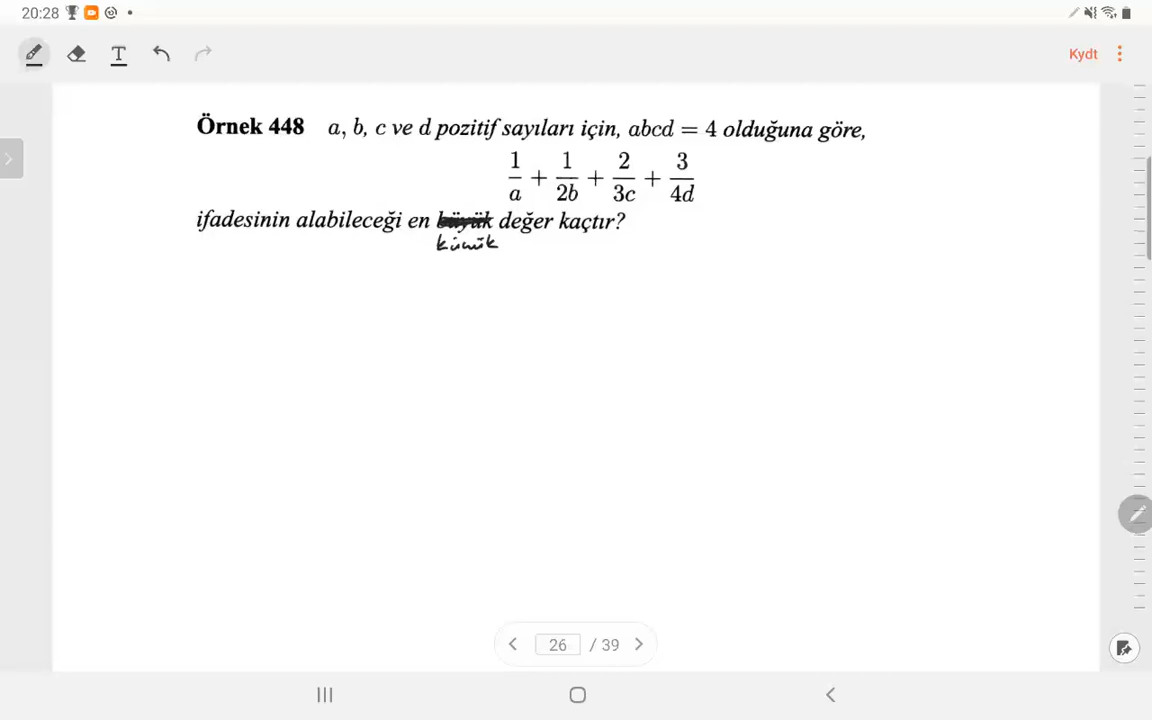 20:28
Kydt
Örnek 448 a, b, c ve d pozitif sayıları için, abcd = 4 olduğuna göre,
1/a + 1/2b + 2/3c + 3/4d
ifadesinin alabileceği en büyük değer kaçtır?
küçük
26 / 39